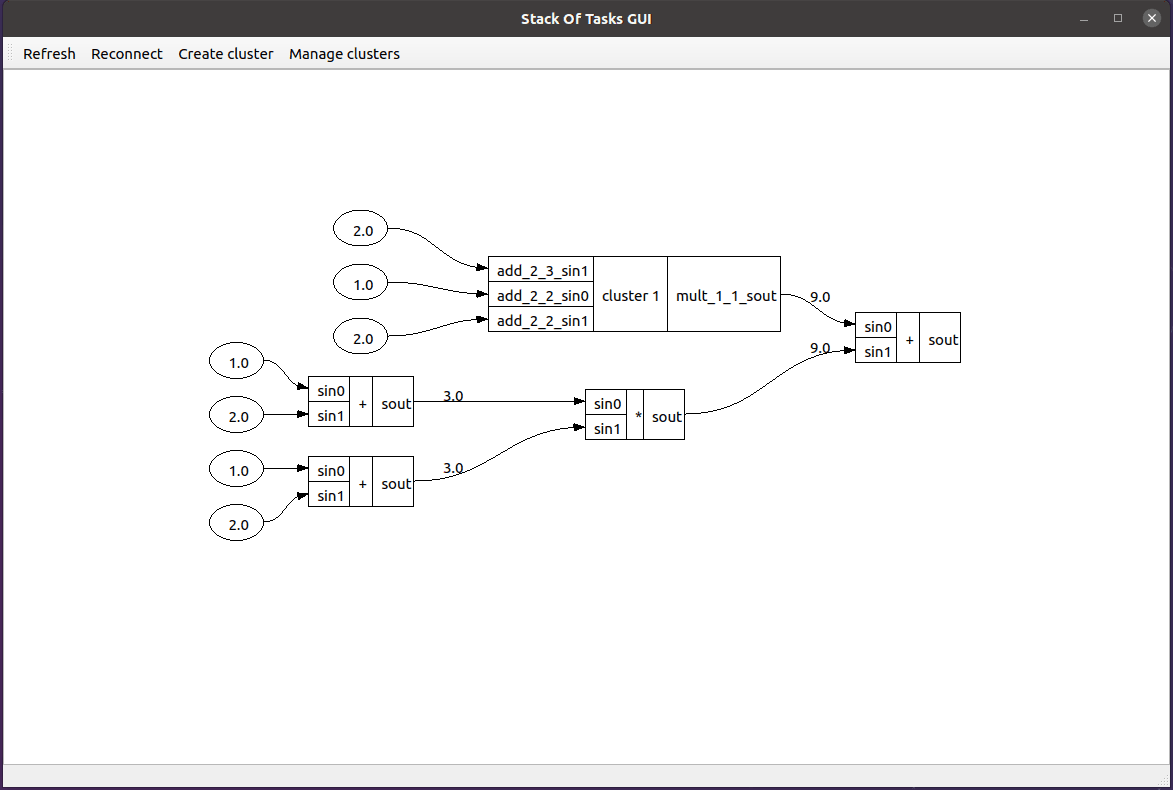 Stack Of Tasks GUI
Refresh Reconnect Create cluster Manage clusters
2.0
1.0
2.0
add_2_3_sin1
add_2_2_sin0
add_2_2_sin1
cluster 1
mult_1_1_sout
9.0
9.0
sin0
sin1
+
sout
1.0
2.0
sin0
sin1
+
sout
3.0
1.0
2.0
sin0
sin1
+
sout
3.0
sin0
sin1
*
sout